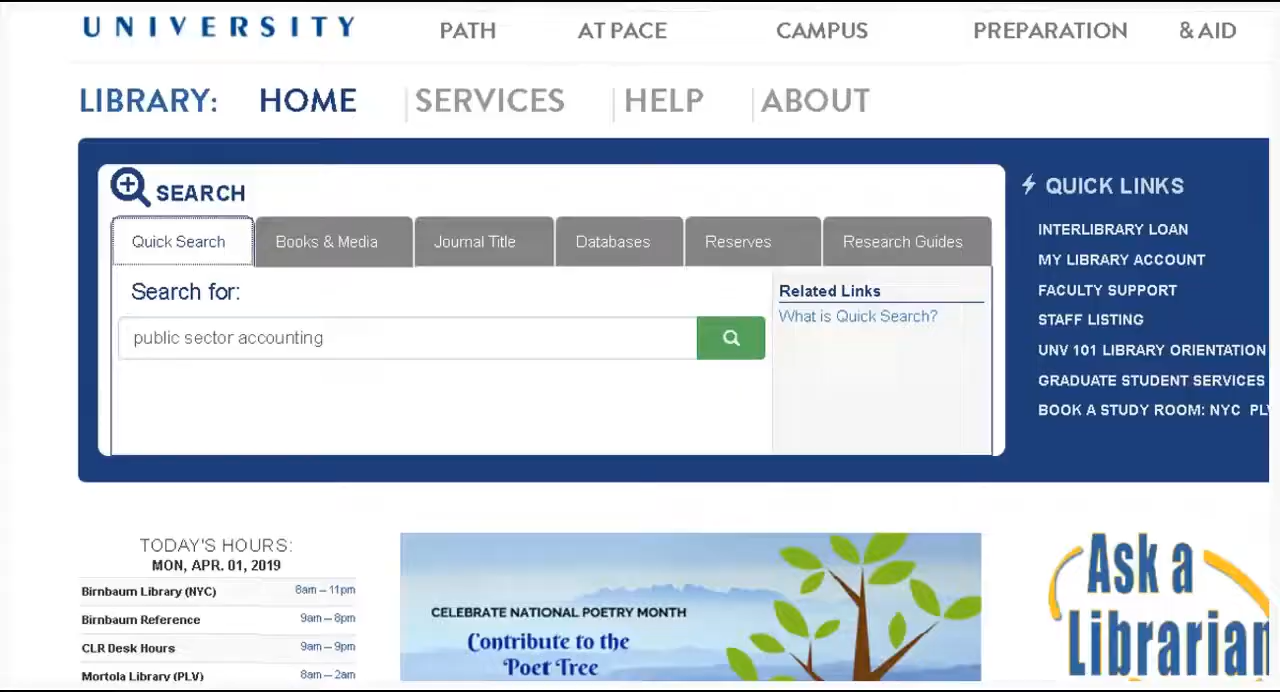 UNIVERSITY
PATH
AT PACE
CAMPUS
PREPARATION
& AID
LIBRARY: HOME SERVICES HELP ABOUT
SEARCH
Quick Search Books & Media Journal Title Databases Reserves Research Guides
Search for:
public sector accounting
Related Links
What is Quick Search?
QUICK LINKS
INTERLIBRARY LOAN
MY LIBRARY ACCOUNT
FACULTY SUPPORT
STAFF LISTING
UNV 101 LIBRARY ORIENTATION
GRADUATE STUDENT SERVICES
BOOK A STUDY ROOM: NYC PLV
TODAY'S HOURS:
MON, APR. 01, 2019
Birnbaum Library (NYC) 8am – 11pm
Birnbaum Reference 9am – 8pm
CLR Desk Hours 9am – 9pm
Mortola Library (PLV) 8am – 2am
CELEBRATE NATIONAL POETRY MONTH
Contribute to the
Poet Tree
Ask a
Librarian